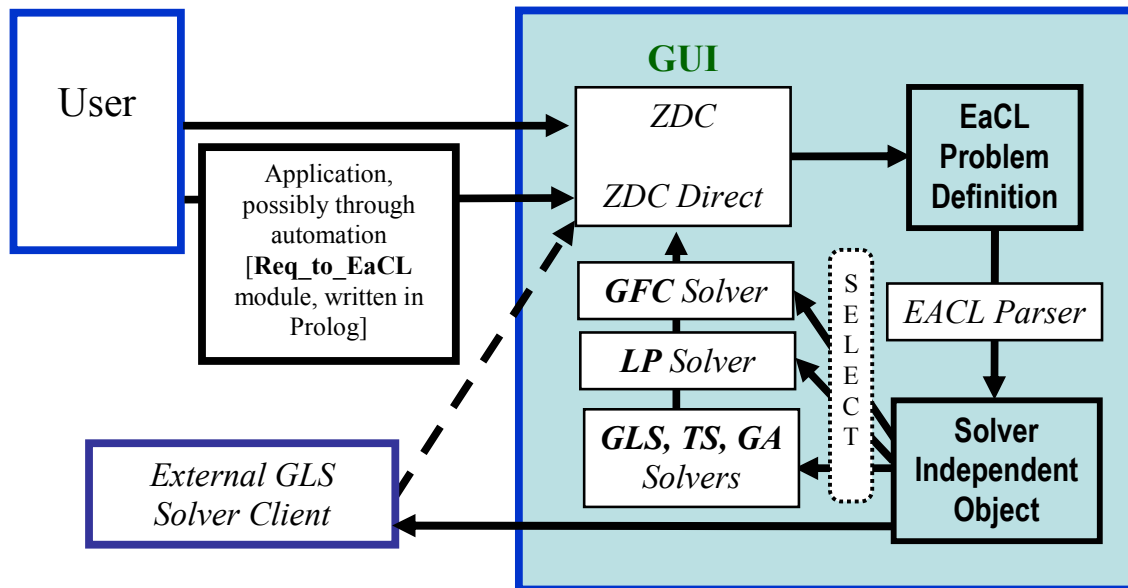 User
Application,
possibly through
automation
[Req_to_EaCL
module, written in
Prolog]
External GLS
Solver Client
GUI
ZDC
ZDC Direct
EaCL
Problem
Definition
GFC Solver
LP Solver
GLS, TS, GA
Solvers
S
E
L
E
C
T
EACL Parser
Solver
Independent
Object